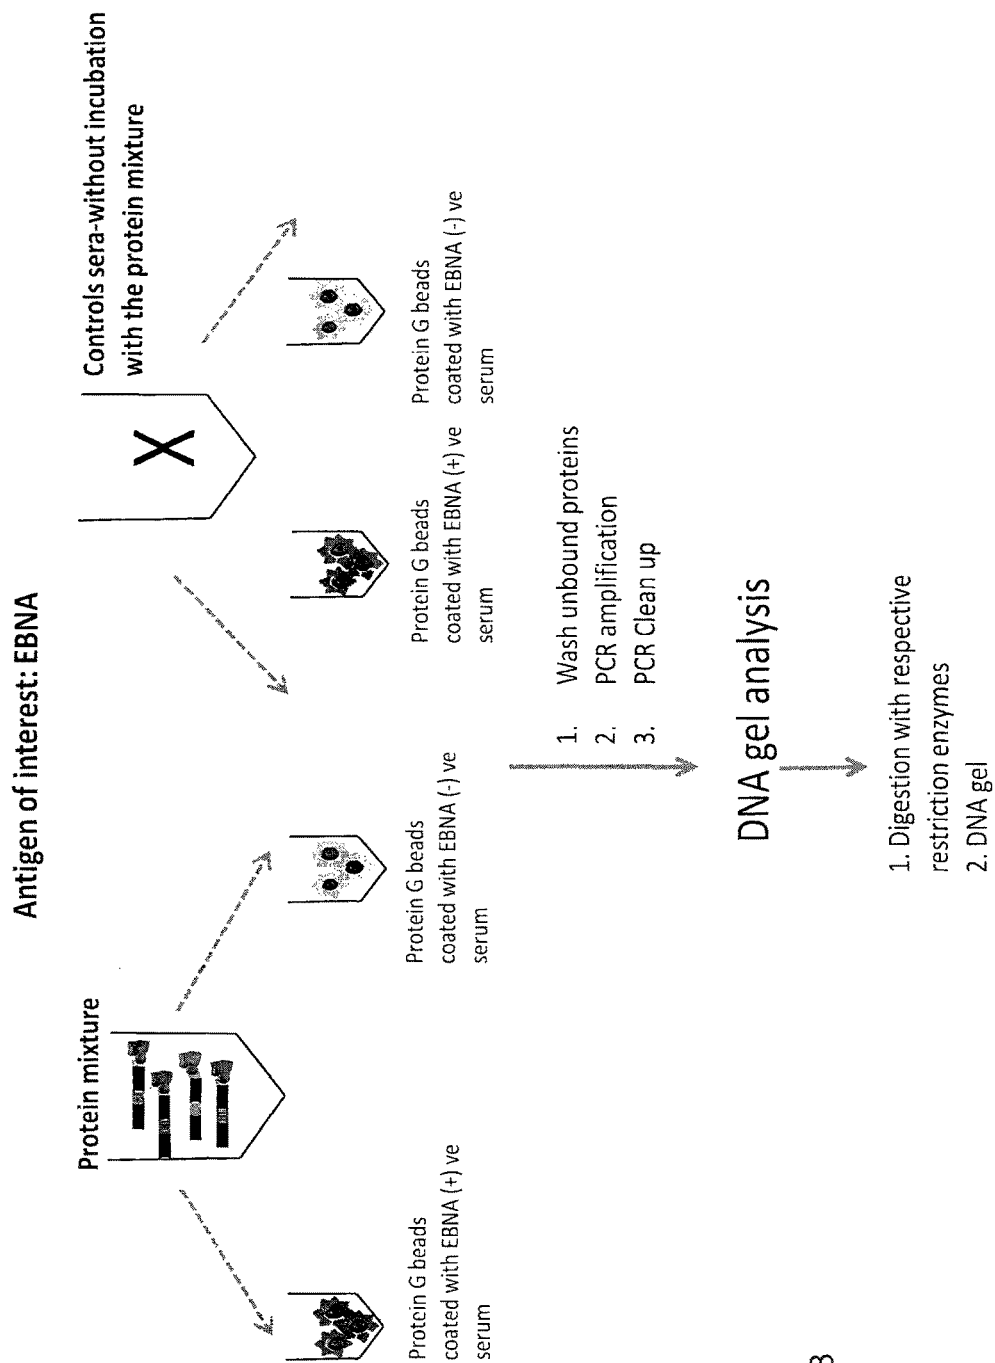 Antigen of interest: EBNA
Protein mixture
Controls sera-without incubation
with the protein mixture
X
Protein G beads
coated with EBNA (+) ve
serum
Protein G beads
coated with EBNA (-) ve
serum
Protein G beads
coated with EBNA (+) ve
serum
Protein G beads
coated with EBNA (-) ve
serum
1. Wash unbound proteins
2. PCR amplification
3. PCR Clean up
DNA gel analysis
1. Digestion with respective
restriction enzymes
2. DNA gel